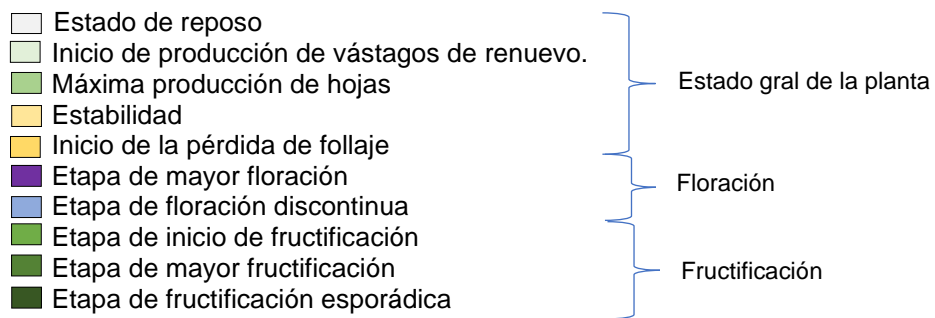 Estado de reposo
Inicio de producción de vástagos de renuevo.
Máxima producción de hojas
Estabilidad
Inicio de la pérdida de follaje
Estado gral de la planta
Etapa de mayor floración
Etapa de floración discontinua
Floración
Etapa de inicio de fructificación
Etapa de mayor fructificación
Etapa de fructificación esporádica
Fructificación